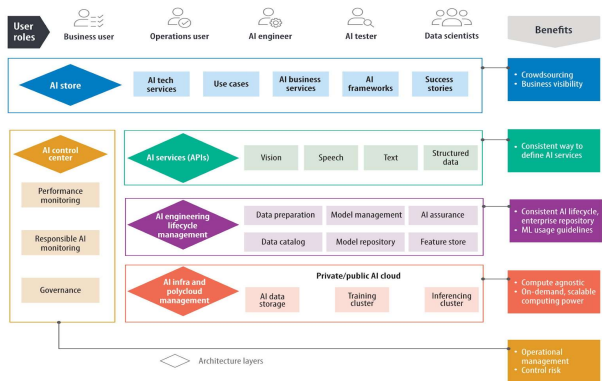 User
roles
Business user
Operations user
AI engineer
AI tester
Data scientists
Benefits
AI store
AI tech
services
Use cases
AI business
services
AI
frameworks
Success
stories
• Crowdsourcing
• Business visibility
AI control
center
Performance
monitoring
Responsible AI
monitoring
Governance
AI services (APIs)
Vision
Speech
Text
Structured
data
• Consistent way to
define AI services
AI engineering
lifecycle
management
Data preparation
Model management
AI assurance
Data catalog
Model repository
Feature store
• Consistent AI lifecycle,
enterprise repository
• ML usage guidelines
AI infra and
polycloud
management
Private/public AI cloud
AI data
storage
Training
cluster
Inferencing
cluster
• Compute agnostic
• On-demand, scalable
computing power
• Operational
management
• Control risk
Architecture layers